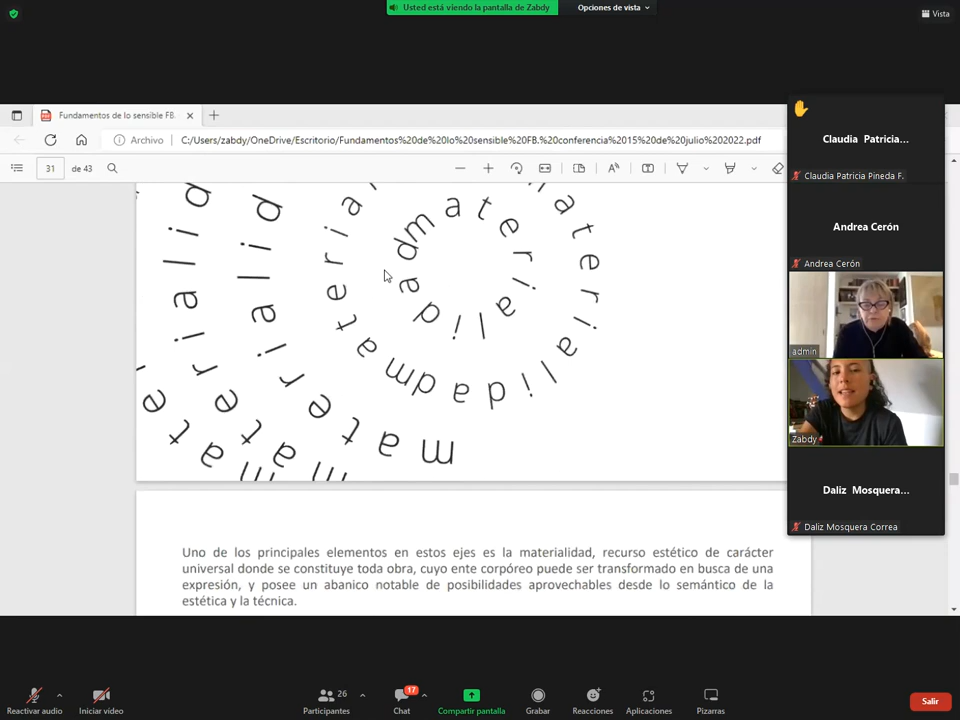 Usted está viendo la pantalla de Zabdy
Opciones de vista
Vista
Fundamentos de lo sensible FB.
Archivo
C:/Users/zabdy/OneDrive/Escritorio/Fundamentos%20de%20lo%20sensible%20FB.%20conferencia%2015%20de%20julio%202022.pdf
31
de 43
materialidad
materialidad
materialidad
Uno de los principales elementos en estos ejes es la materialidad, recurso estético de carácter
universal donde se constituye toda obra, cuyo ente corpóreo puede ser transformado en busca de una
expresión, y posee un abanico notable de posibilidades aprovechables desde lo semántico de la
estética y la técnica.
Claudia Patricia...
Claudia Patricia Pineda F.
Andrea Cerón
Andrea Cerón
admin
Zabdy
Daliz Mosquera...
Daliz Mosquera Correa
Reactivar audio
Iniciar video
26
Participantes
17
Chat
Compartir pantalla
Grabar
Reacciones
Aplicaciones
Pizarras
Salir